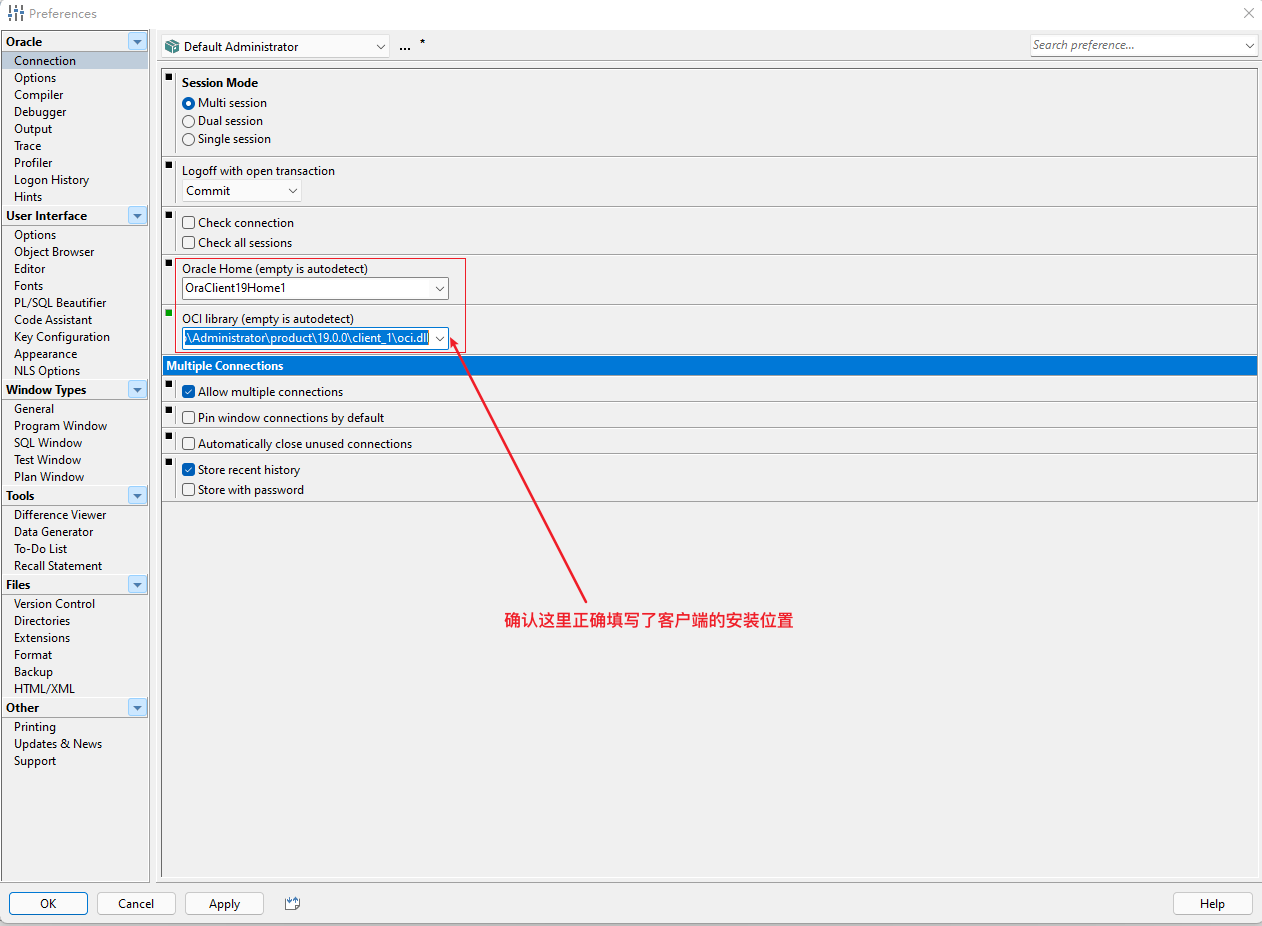 Preferences
Oracle
Connection
Options
Compiler
Debugger
Output
Trace
Profiler
Logon History
Hints
User Interface
Options
Object Browser
Editor
Fonts
PL/SQL Beautifier
Code Assistant
Key Configuration
Appearance
NLS Options
Window Types
General
Program Window
SQL Window
Test Window
Plan Window
Tools
Difference Viewer
Data Generator
To-Do List
Recall Statement
Files
Version Control
Directories
Extensions
Format
Backup
HTML/XML
Other
Printing
Updates & News
Support
Default Administrator
... *
Search preference...
Session Mode
Multi session
Dual session
Single session
Logoff with open transaction
Commit
Check connection
Check all sessions
Oracle Home (empty is autodetect)
OraClient19Home1
OCI library (empty is autodetect)
\Administrator\product\19.0.0\client_1\oci.dll
Multiple Connections
Allow multiple connections
Pin window connections by default
Automatically close unused connections
Store recent history
Store with password
确认这里正确填写了客户端的安装位置
OK
Cancel
Apply
Help